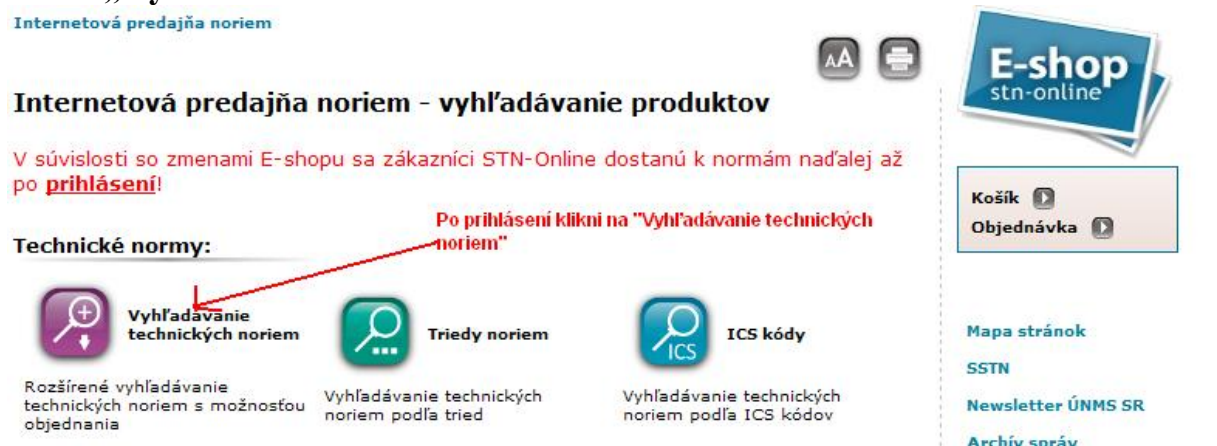 Internetová predajňa noriem
AA
Internetová predajňa noriem - vyhľadávanie produktov
V súvislosti so zmenami E-shopu sa zákazníci STN-Online dostanú k normám naďalej až
po prihlásení!
Po prihlásení klikni na "Vyhľadávanie technických
noriem"
Technické normy:
Vyhľadávanie
technických noriem
Rozšírené vyhľadávanie
technických noriem s možnosťou
objednania
Triedy noriem
Vyhľadávanie technických
noriem podľa tried
ICS
ICS kódy
Vyhľadávanie technických
noriem podľa ICS kódov
E-shop
stn-online
Košík
Objednávka
Mapa stránok
SSTN
Newsletter ÚNMS SR
Archív správ